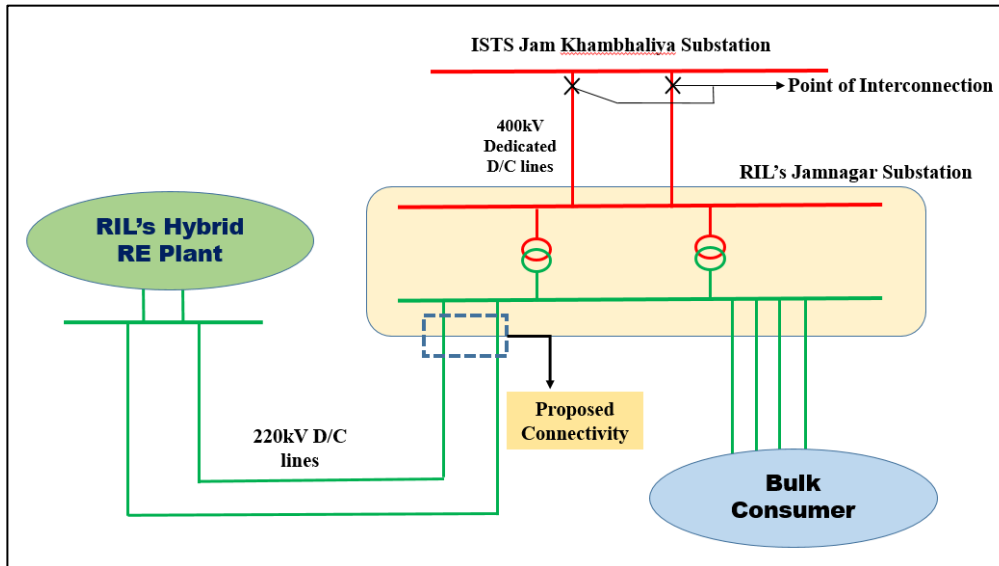 ISTS Jam Khambhaliya Substation
Point of Interconnection
400kV
Dedicated
D/C lines
RIL's Jamnagar Substation
RIL's Hybrid
RE Plant
Proposed
Connectivity
220kV D/C
lines
Bulk
Consumer